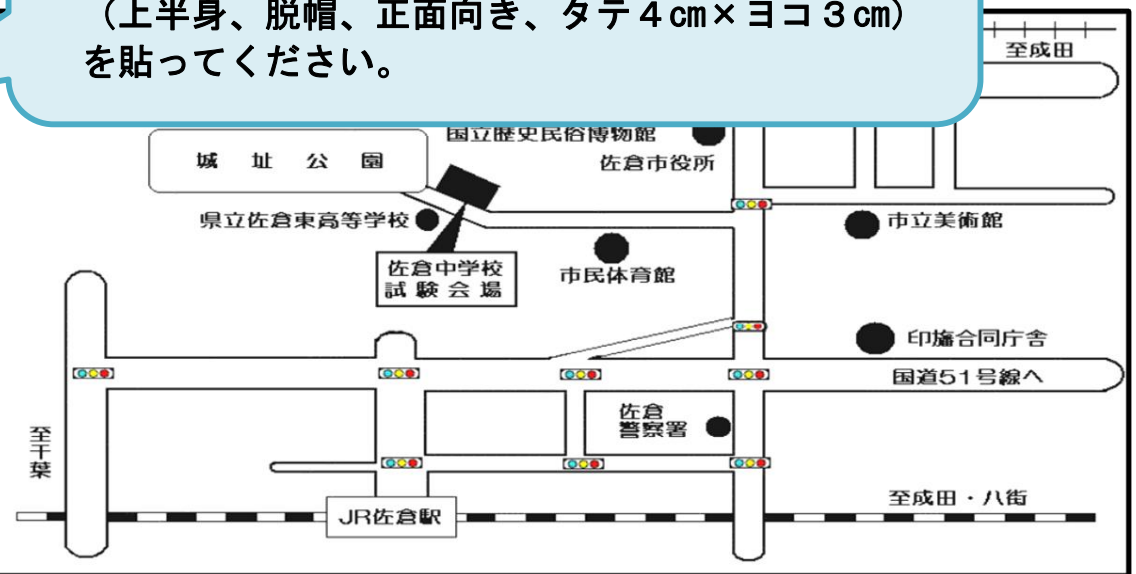 (上半身、脱帽、正面向き、タテ4㎝×ヨコ3㎝)
を貼ってください。
至成田
国立歴史民俗博物館
城址公園
佐倉市役所
県立佐倉東高等学校
市立美術館
佐倉中学校
試験会場
市民体育館
印旛合同庁舎
国道51号線へ
佐倉
警察署
至千葉
至成田・八街
JR佐倉駅